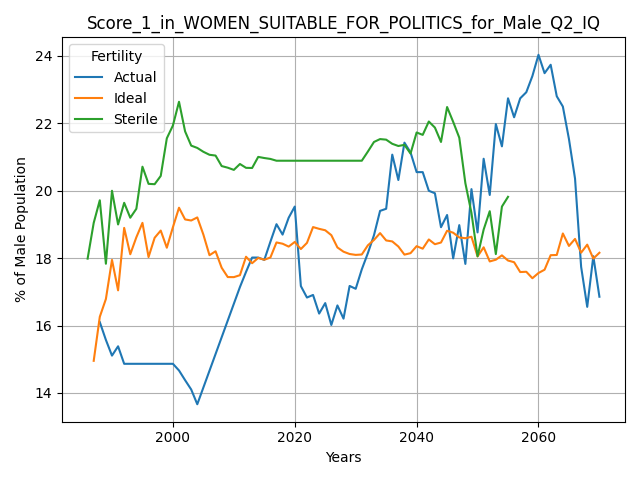 Score_1_in_WOMEN_SUITABLE_FOR_POLITICS_for_Male_Q2_IQ
Fertility
Actual
Ideal
Sterile
% of Male Population
24
22
20
18
16
14
2000
2020
2040
2060
Years